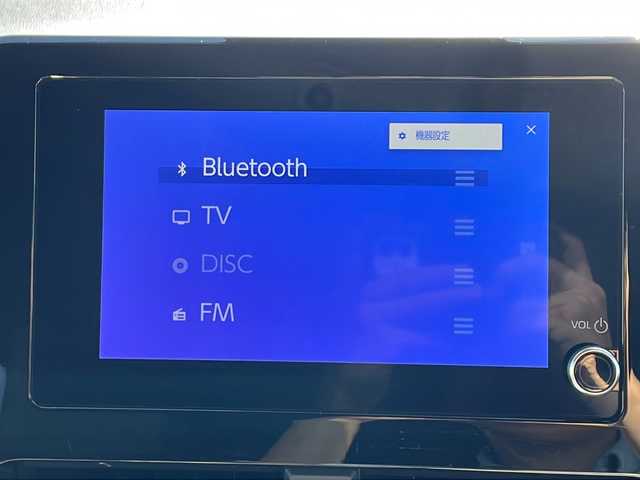 機器設定
Bluetooth
TV
DISC
FM
VOL